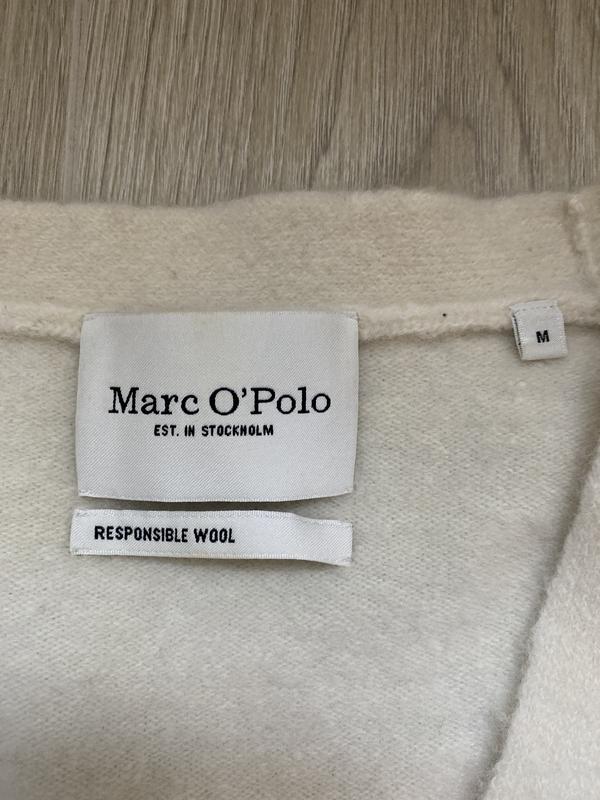 Marc O'Polo
EST. IN STOCKHOLM
M
RESPONSIBLE WOOL